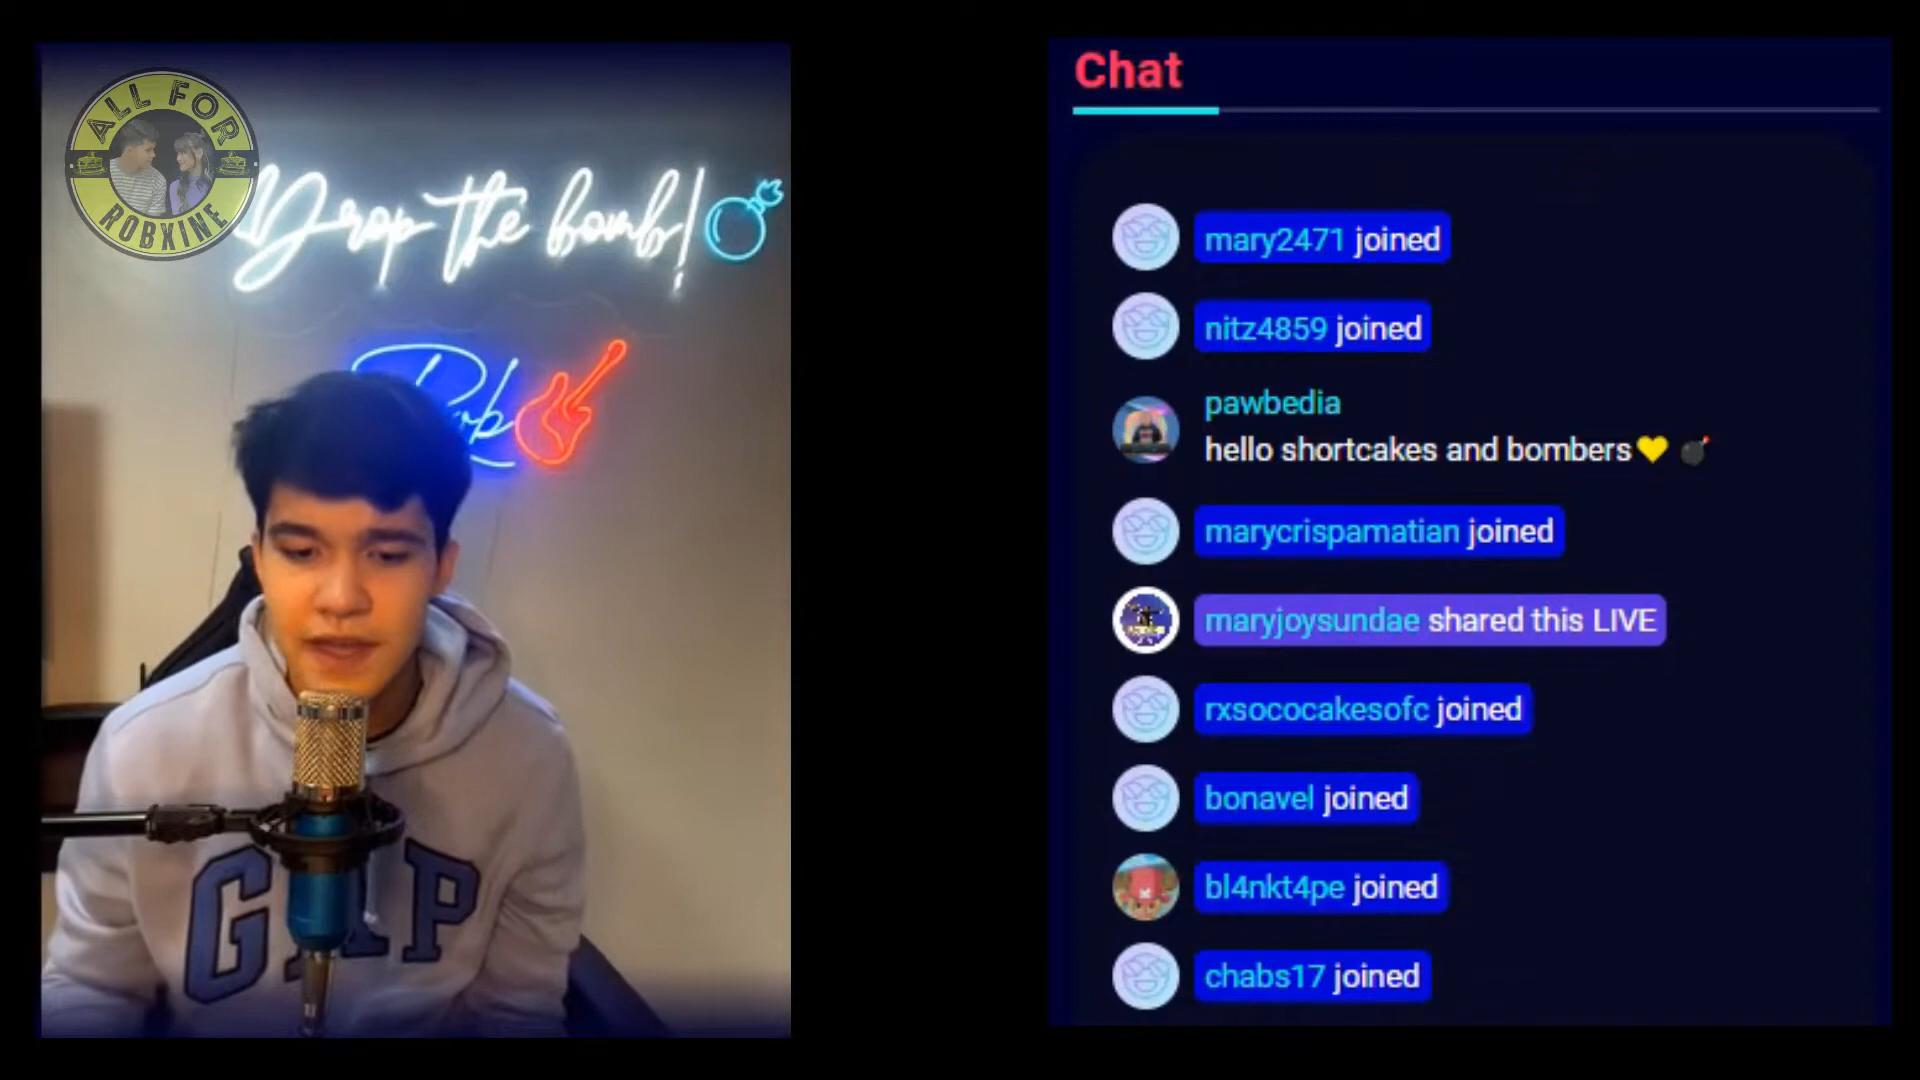 ALL FOR
ROBXINE
Drop the bomb!
Rob
GAP
Chat
mary2471 joined
nitz4859 joined
pawbedia
hello shortcakes and bombers💛 💣
marycrispamatian joined
maryjoysundae shared this LIVE
rxsococakesofc joined
bonavel joined
bl4nkt4pe joined
chabs17 joined